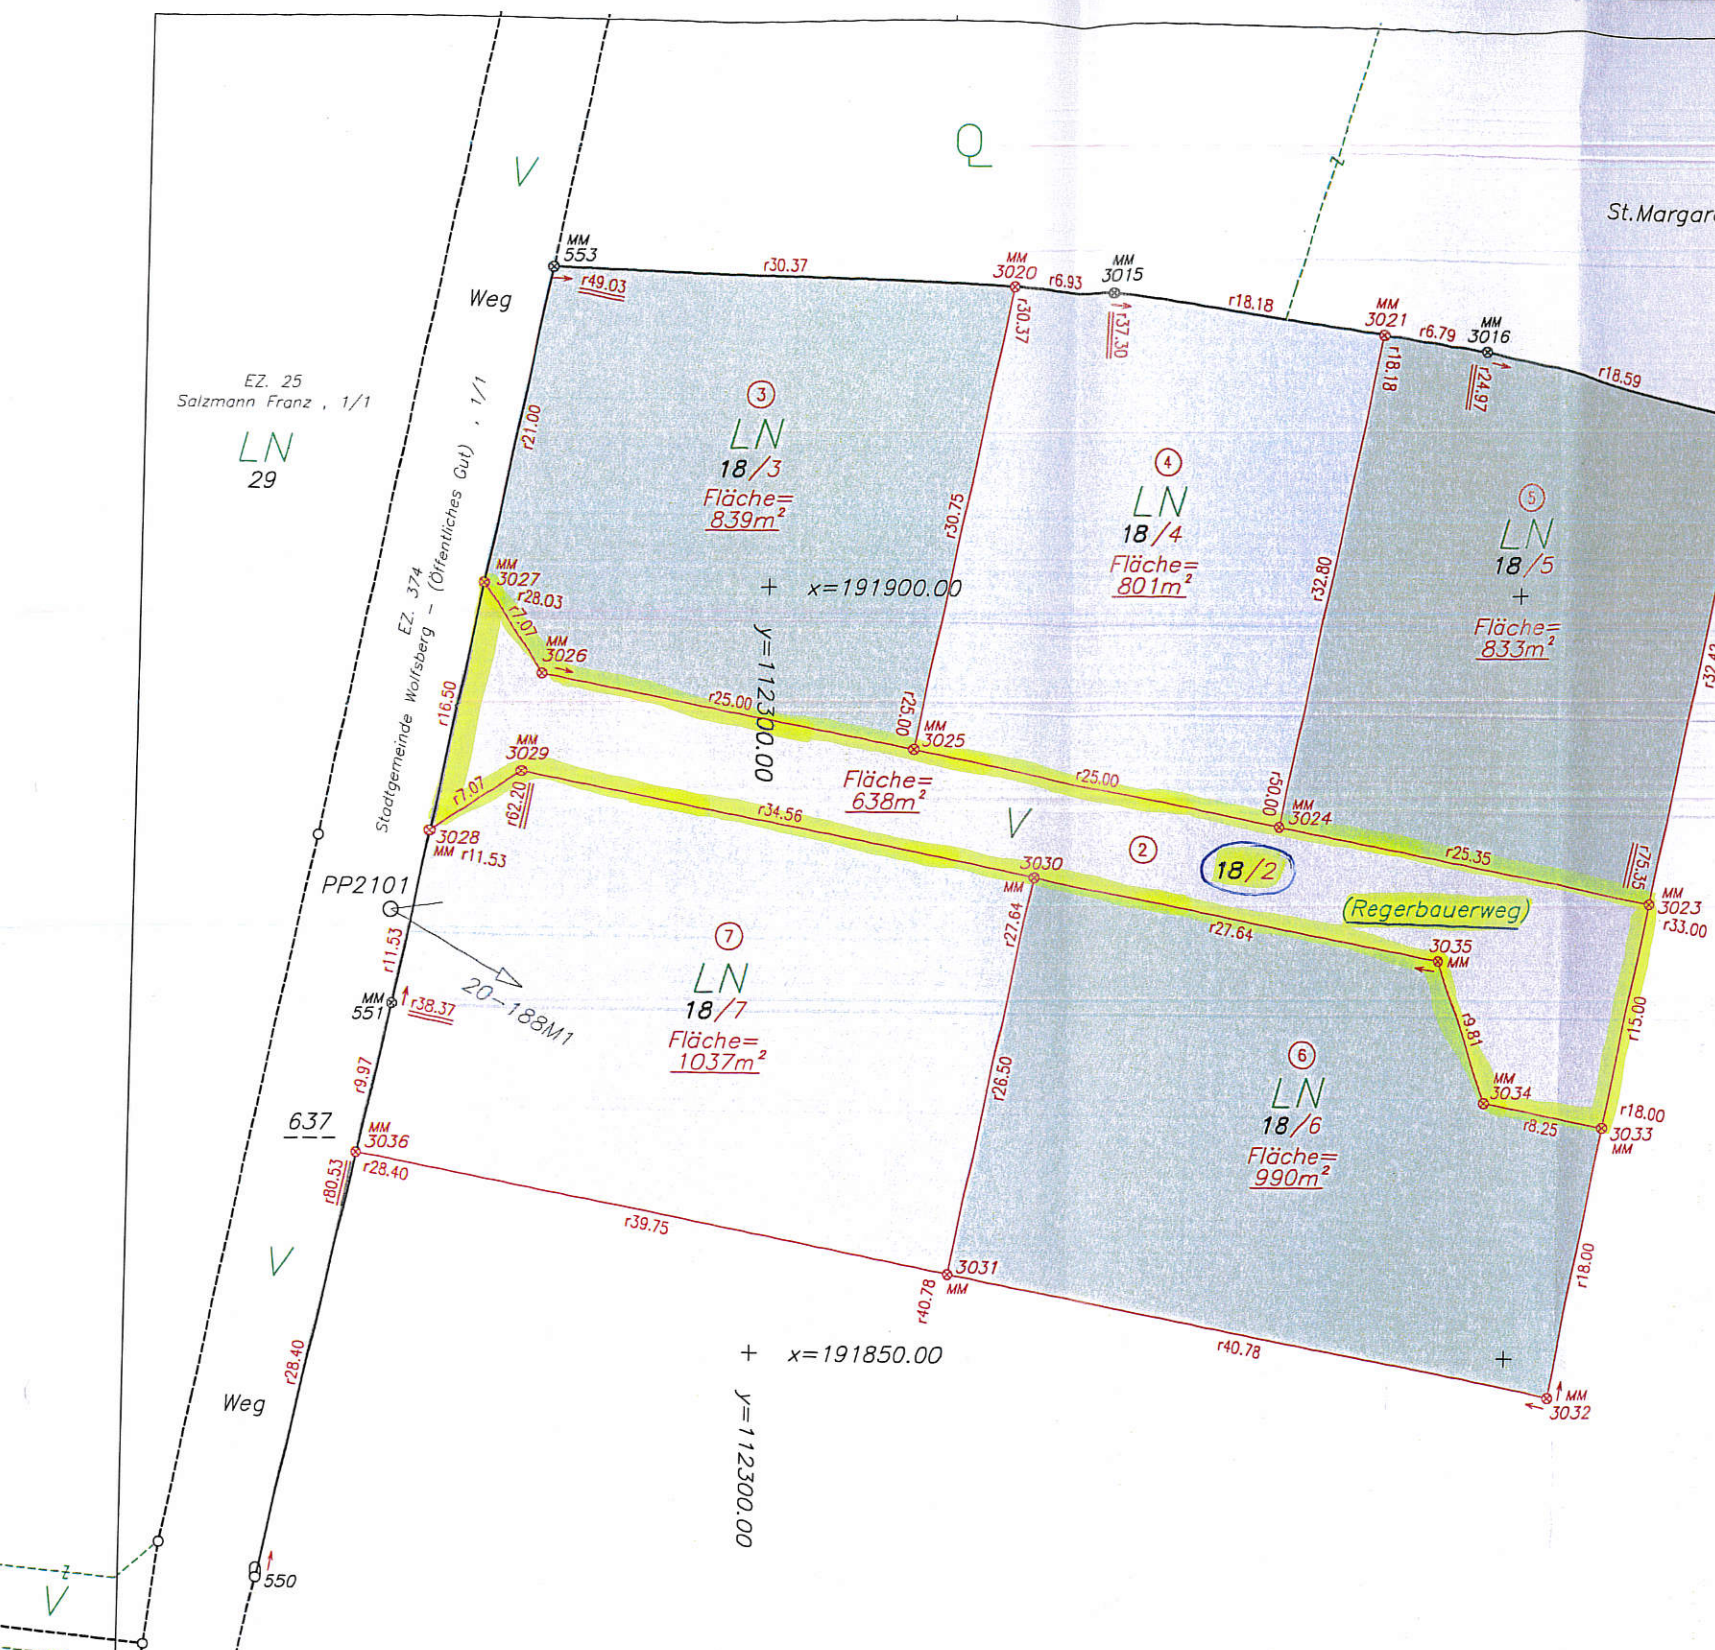 V
Q
St.Margar
MM
553
r49.03
r30.37
MM
3020
r6.93
MM
3015
r30.37
r37.30
r18.18
MM
3021
r6.79
MM
3016
r18.18
r24.97
r18.59
Weg
EZ. 25
Salzmann Franz , 1/1
LN
29
r21.00
EZ. 374
Stadtgemeinde Wolfsberg - (Öffentliches Gut) , 1/1
3
LN
18/3
Fläche=
839m²
r30.75
4
LN
18/4
Fläche=
801m²
r32.80
5
LN
18/5
Fläche=
833m²
r32.42
x=191900.00
y=112300.00
MM
3027
r28.03
r7.07
MM
3026
r16.50
r25.00
r25.00
MM
3025
r25.00
r50.00
MM
3024
r25.35
r75.35
MM
3023
r33.00
MM
3029
r7.07
r62.20
r34.56
3028
MM r11.53
Fläche=
638m²
V
2
18/2
(Regerbauerweg)
3030
MM
r27.64
r27.64
3035
MM
r9.81
r15.00
MM
3034
r8.25
r18.00
3033
MM
PP2101
r11.53
20-188M1
MM
551
r38.37
r9.97
7
LN
18/7
Fläche=
1037m²
r26.50
6
LN
18/6
Fläche=
990m²
637
MM
3036
r28.40
r80.53
r39.75
3031
MM
r40.78
r40.78
r18.00
MM
3032
V
r28.40
Weg
x=191850.00
y=112300.00
550
V